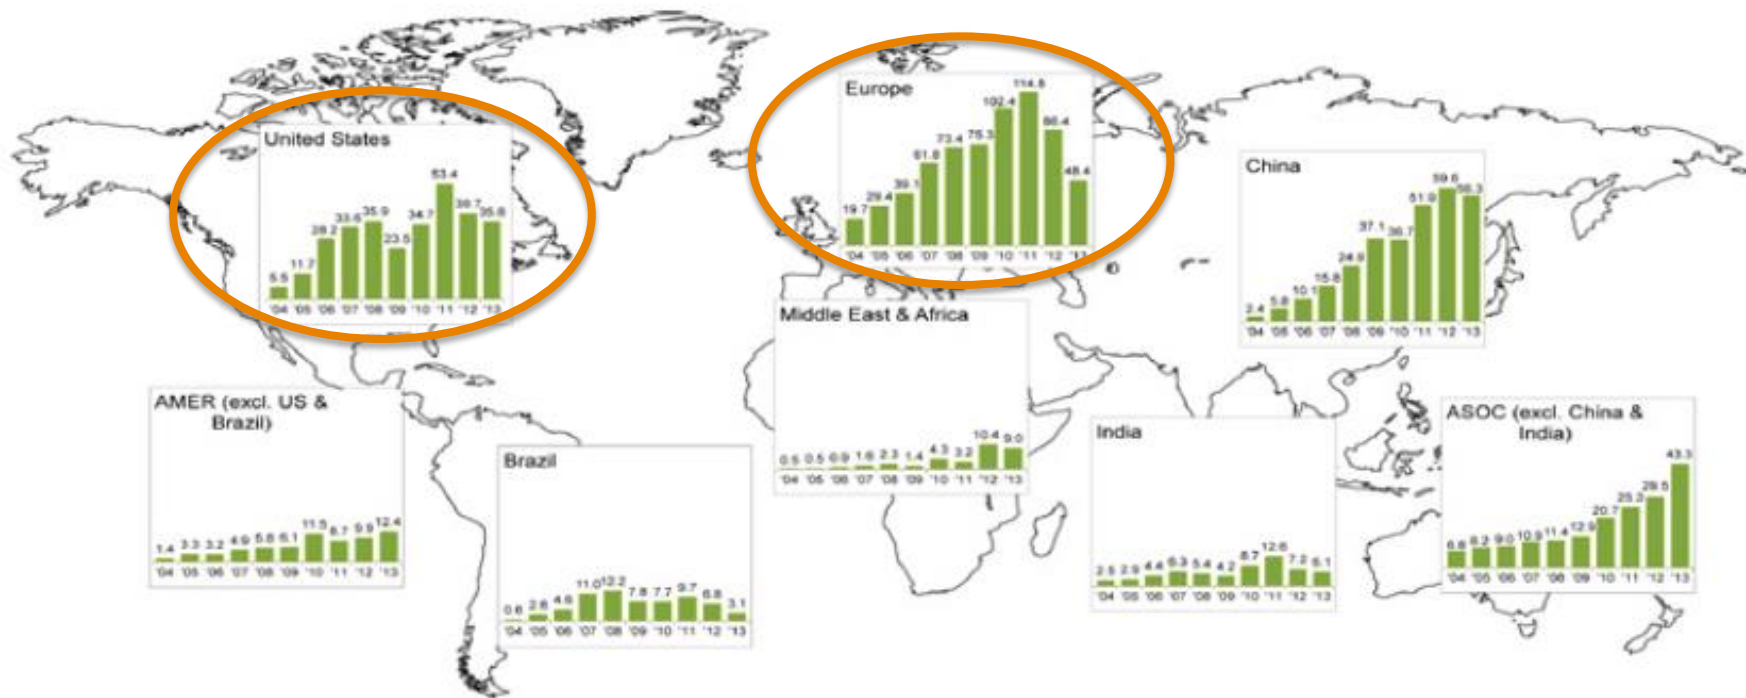 United States
5.5 11.7 28.2 33.6 35.9 23.5 34.7 53.4 39.7 35.8
'04 '05 '06 '07 '08 '09 '10 '11 '12 '13
Europe
19.7 29.4 39.1 61.8 73.4 75.3 102.4 114.8 86.4 48.4
'04 '05 '06 '07 '08 '09 '10 '11 '12 '13
China
2.4 5.8 10.1 15.8 24.9 37.1 36.7 51.9 59.6 56.3
'04 '05 '06 '07 '08 '09 '10 '11 '12 '13
Middle East & Africa
0.5 0.5 0.9 1.6 2.3 1.4 4.3 3.2 10.4 9.0
'04 '05 '06 '07 '08 '09 '10 '11 '12 '13
AMER (excl. US &
Brazil)
1.4 3.3 3.2 4.9 5.8 6.1 11.5 8.7 9.9 12.4
'04 '05 '06 '07 '08 '09 '10 '11 '12 '13
Brazil
0.6 2.6 4.6 11.0 12.2 7.8 7.7 9.7 6.8 3.1
'04 '05 '06 '07 '08 '09 '10 '11 '12 '13
India
2.5 2.9 4.4 6.3 5.4 4.2 8.7 12.6 7.2 6.1
'04 '05 '06 '07 '08 '09 '10 '11 '12 '13
ASOC (excl. China &
India)
6.8 8.2 9.0 10.9 11.4 12.9 20.7 25.3 29.5 43.3
'04 '05 '06 '07 '08 '09 '10 '11 '12 '13